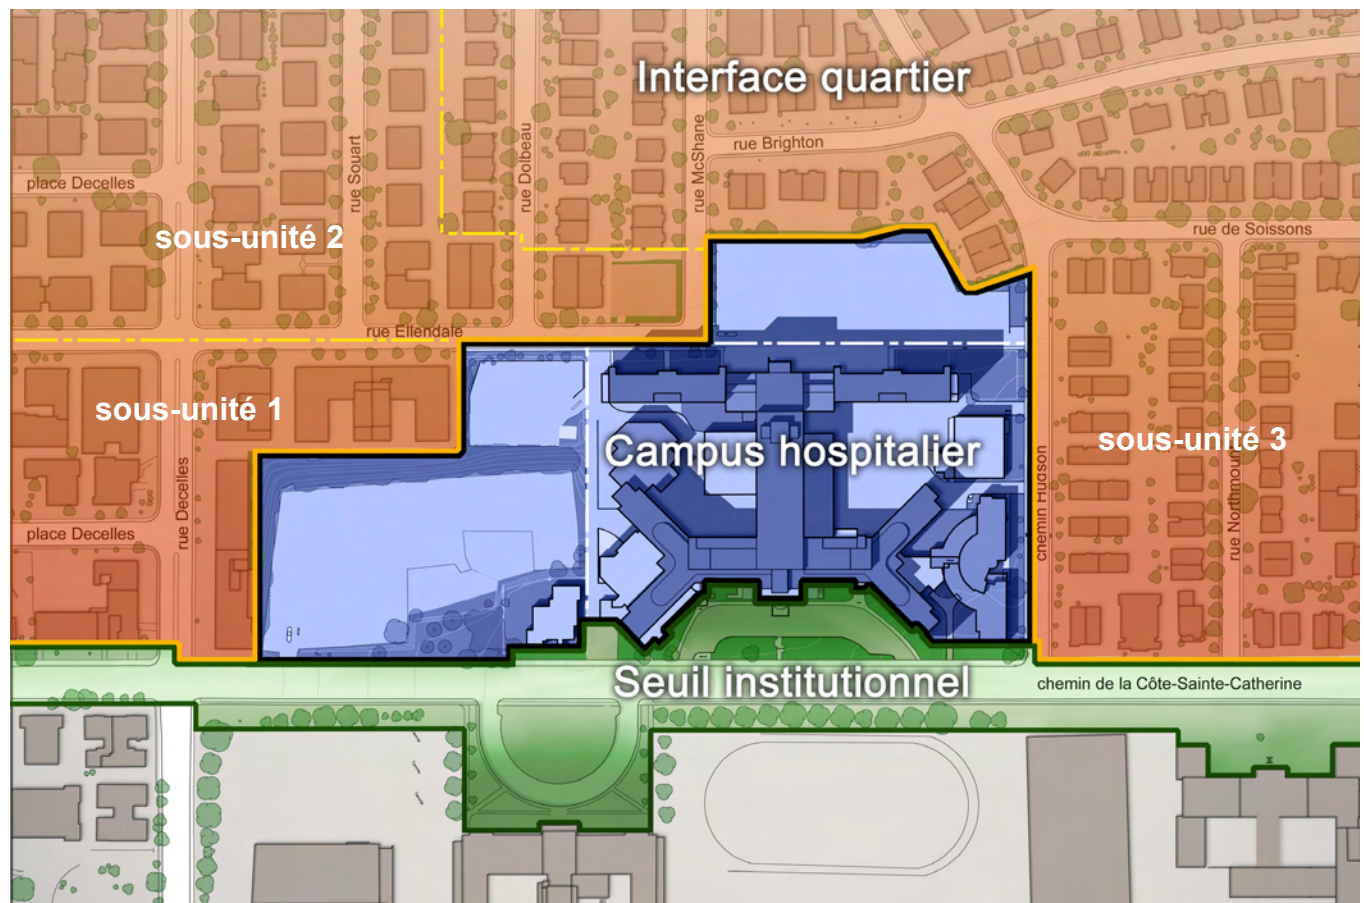 Interface quartier
rue Brighton
place Decelles
rue Souart
rue Dolbeau
rue McShane
sous-unité 2
rue de Soissons
rue Ellendale
sous-unité 1
Campus hospitalier
sous-unité 3
rue Decelles
chemin Hudson
rue Northmount
place Decelles
Seuil institutionnel
chemin de la Côte-Sainte-Catherine